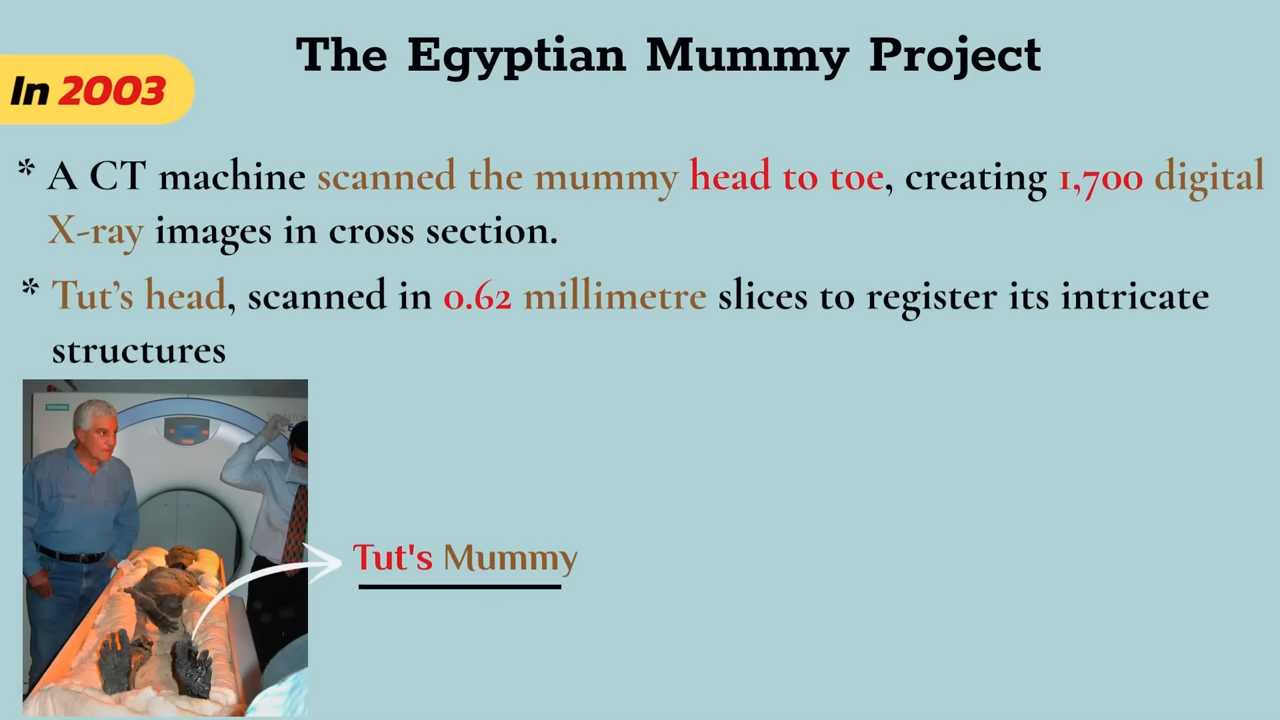 The Egyptian Mummy Project
In 2003
* A CT machine scanned the mummy head to toe, creating 1,700 digital
X-ray images in cross section.
* Tut's head, scanned in 0.62 millimetre slices to register its intricate
structures
SIEMENS
Tut's Mummy